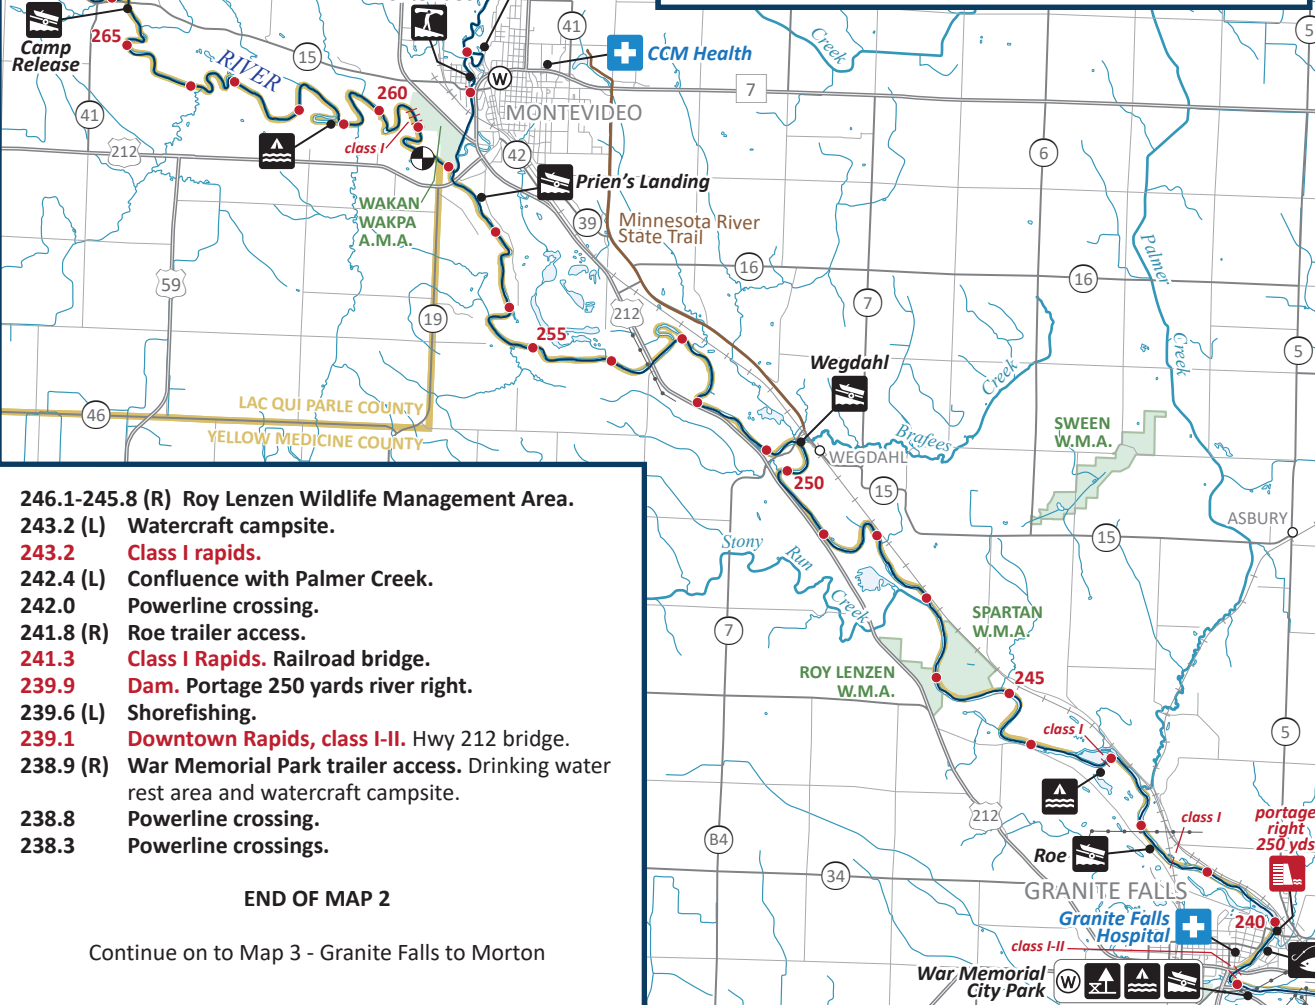 Camp
Release
265
RIVER
15
41
212
260
class I
41
CCM Health
W
MONTEVIDEO
7
Creek
5
42
6
Prien's Landing
WAKAN
WAKPA
A.M.A.
39
Minnesota River
State Trail
59
19
16
16
7
Palmer
Creek
212
255
5
Wegdahl
Creek
Brafees
LAC QUI PARLE COUNTY
46
YELLOW MEDICINE COUNTY
SWEEN
W.M.A.
WEGDAHL
250
15
ASBURY
15
Stony
Run
Creek
SPARTAN
W.M.A.
7
ROY LENZEN
W.M.A.
245
class I
5
212
class I
portage
right
250 yds
B4
Roe
34
GRANITE FALLS
Granite Falls
Hospital
240
class I-II
War Memorial
City Park
W
246.1-245.8 (R) Roy Lenzen Wildlife Management Area.
243.2 (L) Watercraft campsite.
243.2 Class I rapids.
242.4 (L) Confluence with Palmer Creek.
242.0 Powerline crossing.
241.8 (R) Roe trailer access.
241.3 Class I Rapids. Railroad bridge.
239.9 Dam. Portage 250 yards river right.
239.6 (L) Shorefishing.
239.1 Downtown Rapids, class I-II. Hwy 212 bridge.
238.9 (R) War Memorial Park trailer access. Drinking water
rest area and watercraft campsite.
238.8 Powerline crossing.
238.3 Powerline crossings.
END OF MAP 2
Continue on to Map 3 - Granite Falls to Morton